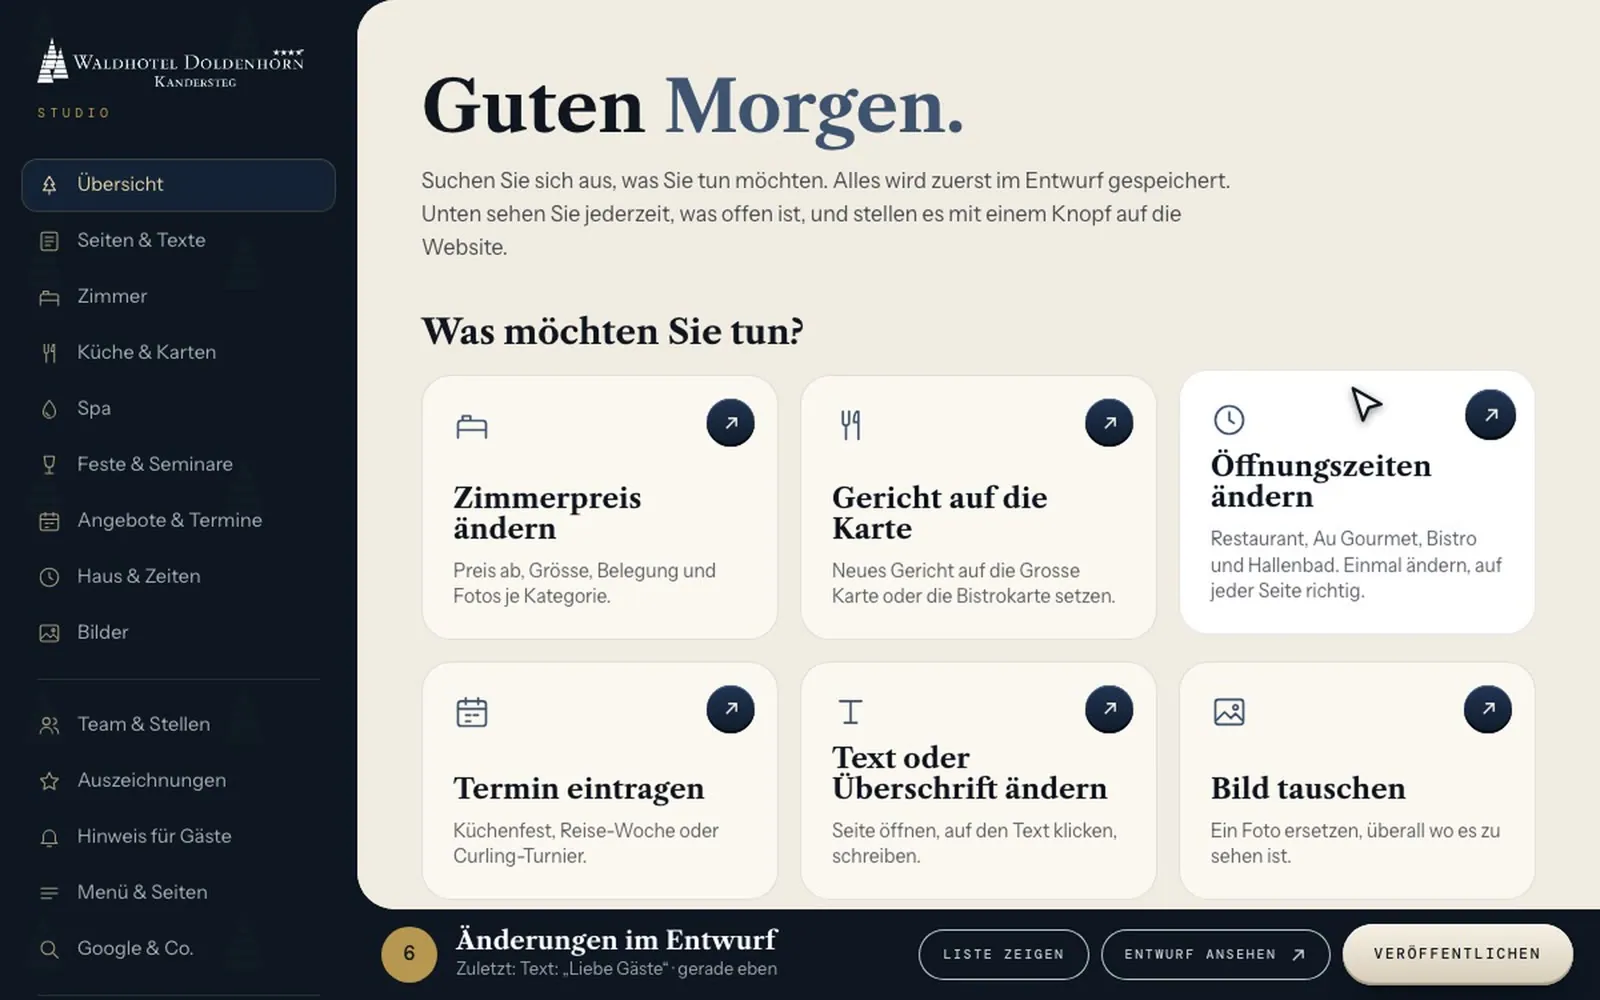 WALDHOTEL DOLDENHORN
KANDERSTEG
STUDIO
Übersicht
Seiten & Texte
Zimmer
Küche & Karten
Spa
Feste & Seminare
Angebote & Termine
Haus & Zeiten
Bilder
Team & Stellen
Auszeichnungen
Hinweis für Gäste
Menü & Seiten
Google & Co.
Guten Morgen.
Suchen Sie sich aus, was Sie tun möchten. Alles wird zuerst im Entwurf gespeichert.
Unten sehen Sie jederzeit, was offen ist, und stellen es mit einem Knopf auf die
Website.
Was möchten Sie tun?
Zimmerpreis
ändern
Preis ab, Grösse, Belegung und
Fotos je Kategorie.
Gericht auf die
Karte
Neues Gericht auf die Grosse
Karte oder die Bistrokarte setzen.
Öffnungszeiten
ändern
Restaurant, Au Gourmet, Bistro
und Hallenbad. Einmal ändern, auf
jeder Seite richtig.
Termin eintragen
Küchenfest, Reise-Woche oder
Curling-Turnier.
Text oder
Überschrift ändern
Seite öffnen, auf den Text klicken,
schreiben.
Bild tauschen
Ein Foto ersetzen, überall wo es zu
sehen ist.
6
Änderungen im Entwurf
Zuletzt: Text: „Liebe Gäste“ · gerade eben
LISTE ZEIGEN
ENTWURF ANSEHEN
VERÖFFENTLICHEN